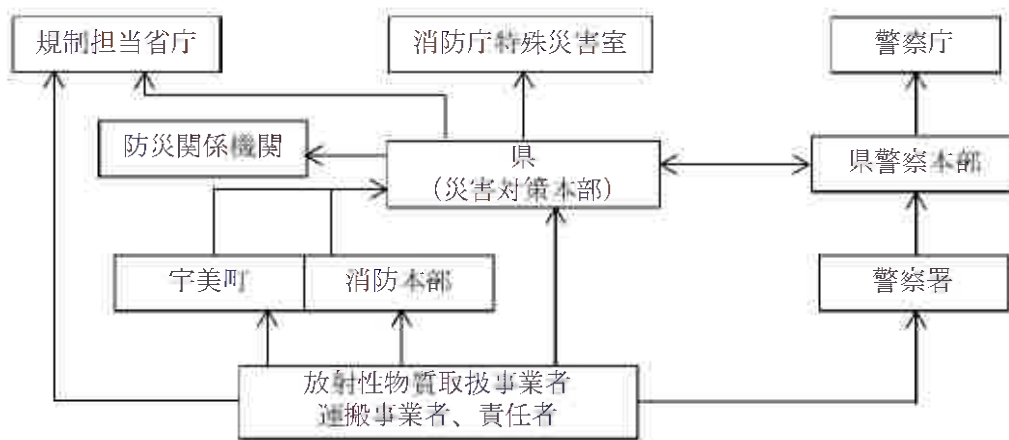 規制担当省庁
消防庁特殊災害室
警察庁
防災関係機関
県
（災害対策本部）
県警察本部
宇美町
消防本部
警察署
放射性物質取扱事業者
運搬事業者、責任者